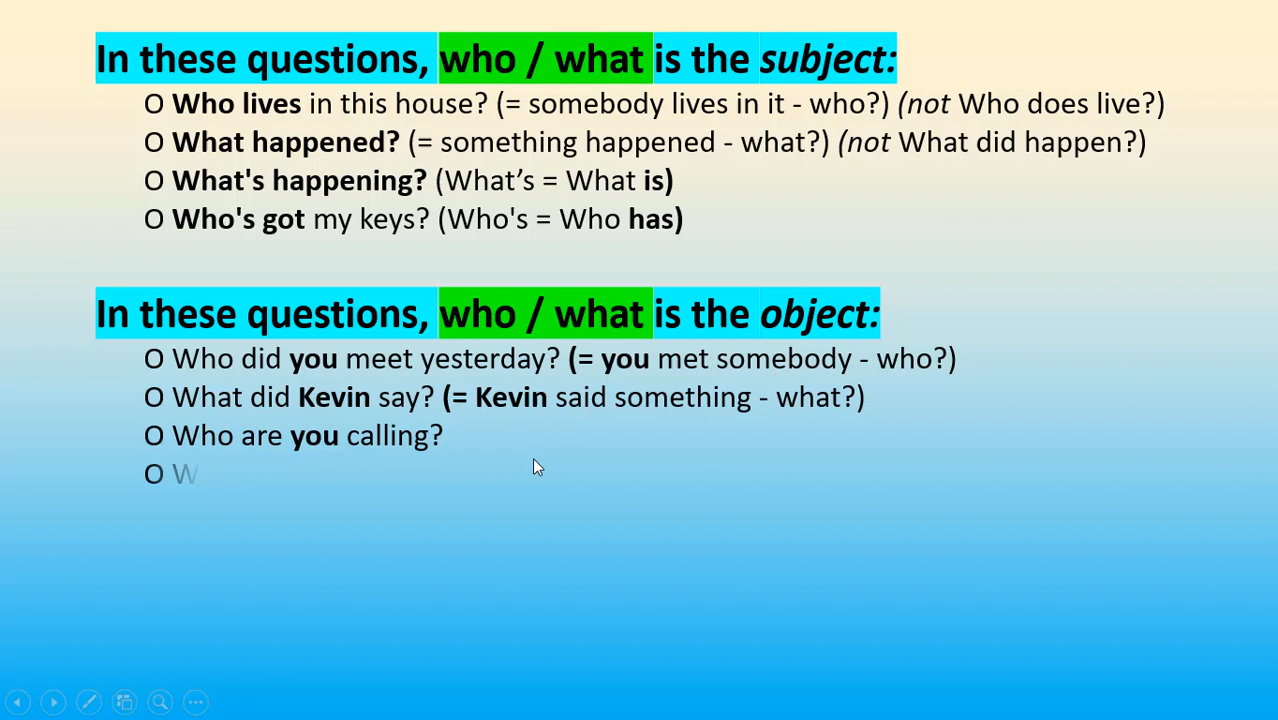 In these questions, who / what is the subject:
O Who lives in this house? (= somebody lives in it - who?) (not Who does live?)
O What happened? (= something happened - what?) (not What did happen?)
O What's happening? (What’s = What is)
O Who's got my keys? (Who's = Who has)
In these questions, who / what is the object:
O Who did you meet yesterday? (= you met somebody - who?)
O What did Kevin say? (= Kevin said something - what?)
O Who are you calling?
O W